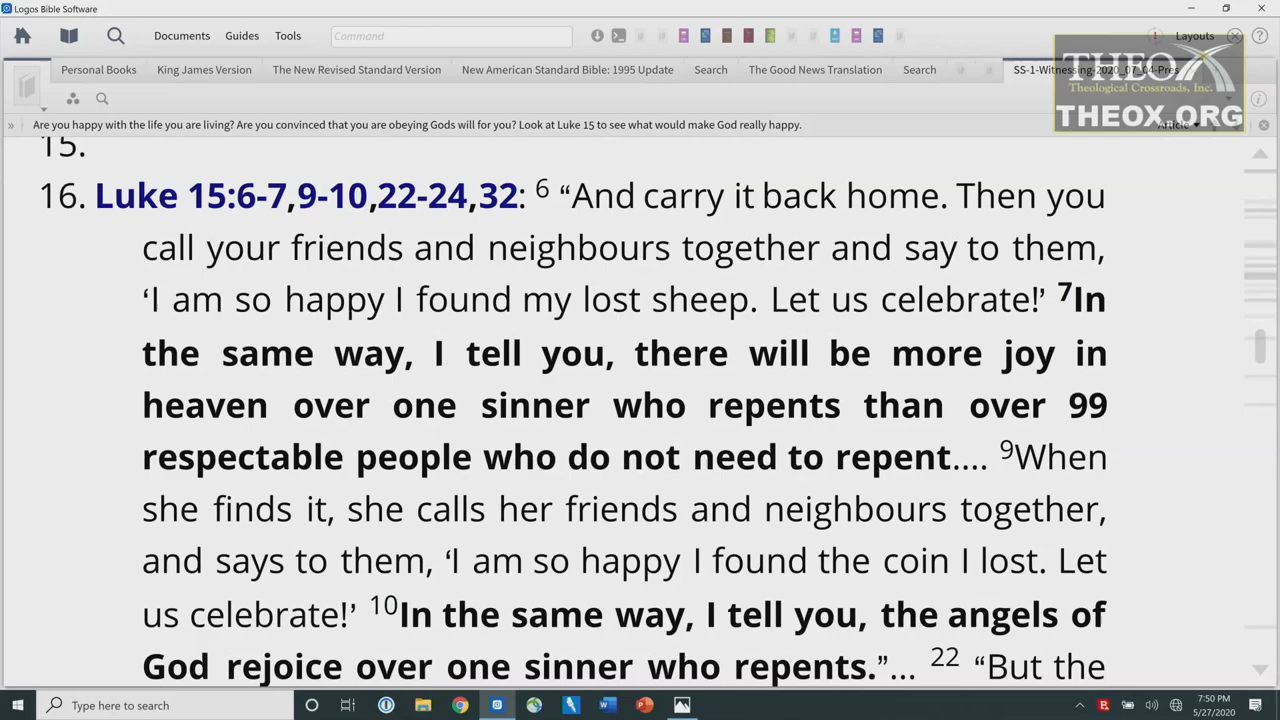 Logos Bible Software
Documents Guides Tools Command
1 Layouts
Personal Books King James Version The New Revised New American Standard Bible: 1995 Update Search The Good News Translation Search SS-1-Witnessing-2020_07_04-Pres
THEO
Theological Crossroads, Inc.
THEOX.ORG
» Are you happy with the life you are living? Are you convinced that you are obeying Gods will for you? Look at Luke 15 to see what would make God really happy.
Article
15.
16. Luke 15:6-7,9-10,22-24,32: 6 “And carry it back home. Then you
call your friends and neighbours together and say to them,
‘I am so happy I found my lost sheep. Let us celebrate!’ 7In
the same way, I tell you, there will be more joy in
heaven over one sinner who repents than over 99
respectable people who do not need to repent.... 9When
she finds it, she calls her friends and neighbours together,
and says to them, ‘I am so happy I found the coin I lost. Let
us celebrate!’ 10In the same way, I tell you, the angels of
God rejoice over one sinner who repents.”... 22 “But the
Type here to search
7:50 PM
5/27/2020